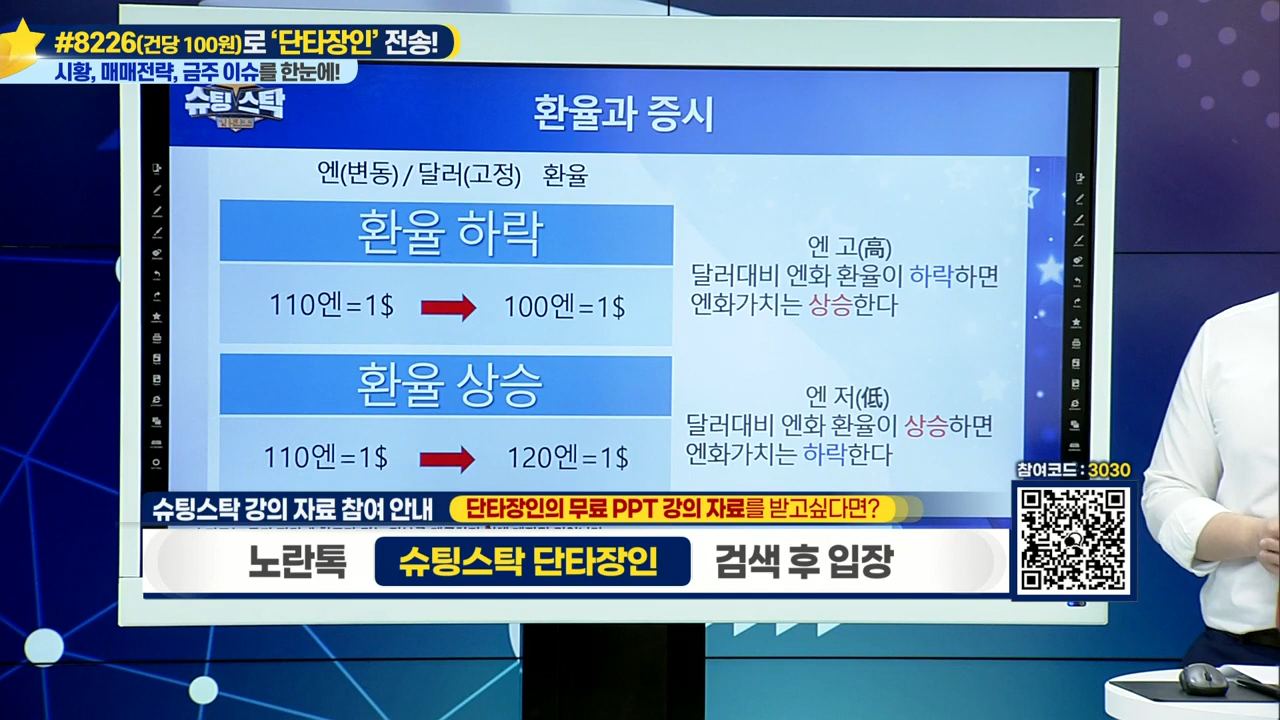 #8226(건당 100원)로 ‘단타장인’ 전송!
시황, 매매전략, 금주 이슈를 한눈에!
슈팅스탁
환율과 증시
엔(변동) / 달러(고정) 환율
환율 하락
110엔=1$ 100엔=1$
엔 고(高)
달러대비 엔화 환율이 하락하면
엔화가치는 상승한다
환율 상승
110엔=1$ 120엔=1$
엔 저(低)
달러대비 엔화 환율이 상승하면
엔화가치는 하락한다
참여코드 : 3030
슈팅스탁 강의 자료 참여 안내 단타장인의 무료 PPT 강의 자료를 받고싶다면?
노란톡 슈팅스탁 단타장인 검색 후 입장